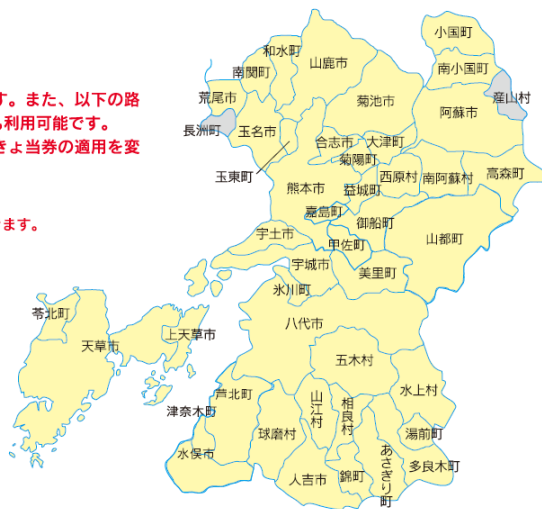 す。また、以下の路
も利用可能です。
きょ当券の適用を変
きます。
小国町
和水町
山鹿市
南小国町
南関町
産山村
荒尾市
菊池市
阿蘇市
長洲町
玉名市
合志市
大津町
菊陽町
玉東町
西原村
南阿蘇村
高森町
熊本市
益城町
嘉島町
御船町
宇土市
甲佐町
山都町
宇城市
美里町
氷川町
苓北町
八代市
上天草市
天草市
五木村
水上村
芦北町
山江村
相良村
津奈木町
湯前町
球磨村
水俣市
あさぎり町
多良木町
人吉市
錦町